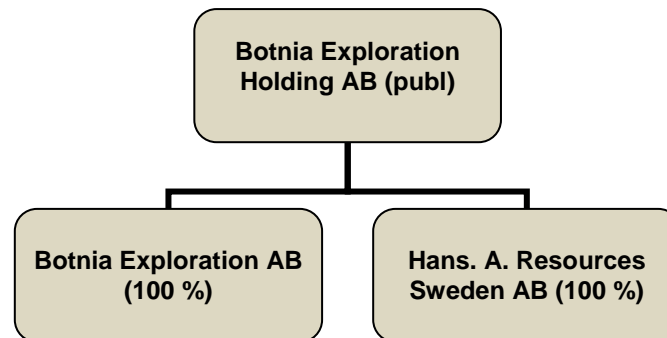 Botnia Exploration
Holding AB (publ)
Botnia Exploration AB
(100 %)
Hans. A. Resources
Sweden AB (100 %)